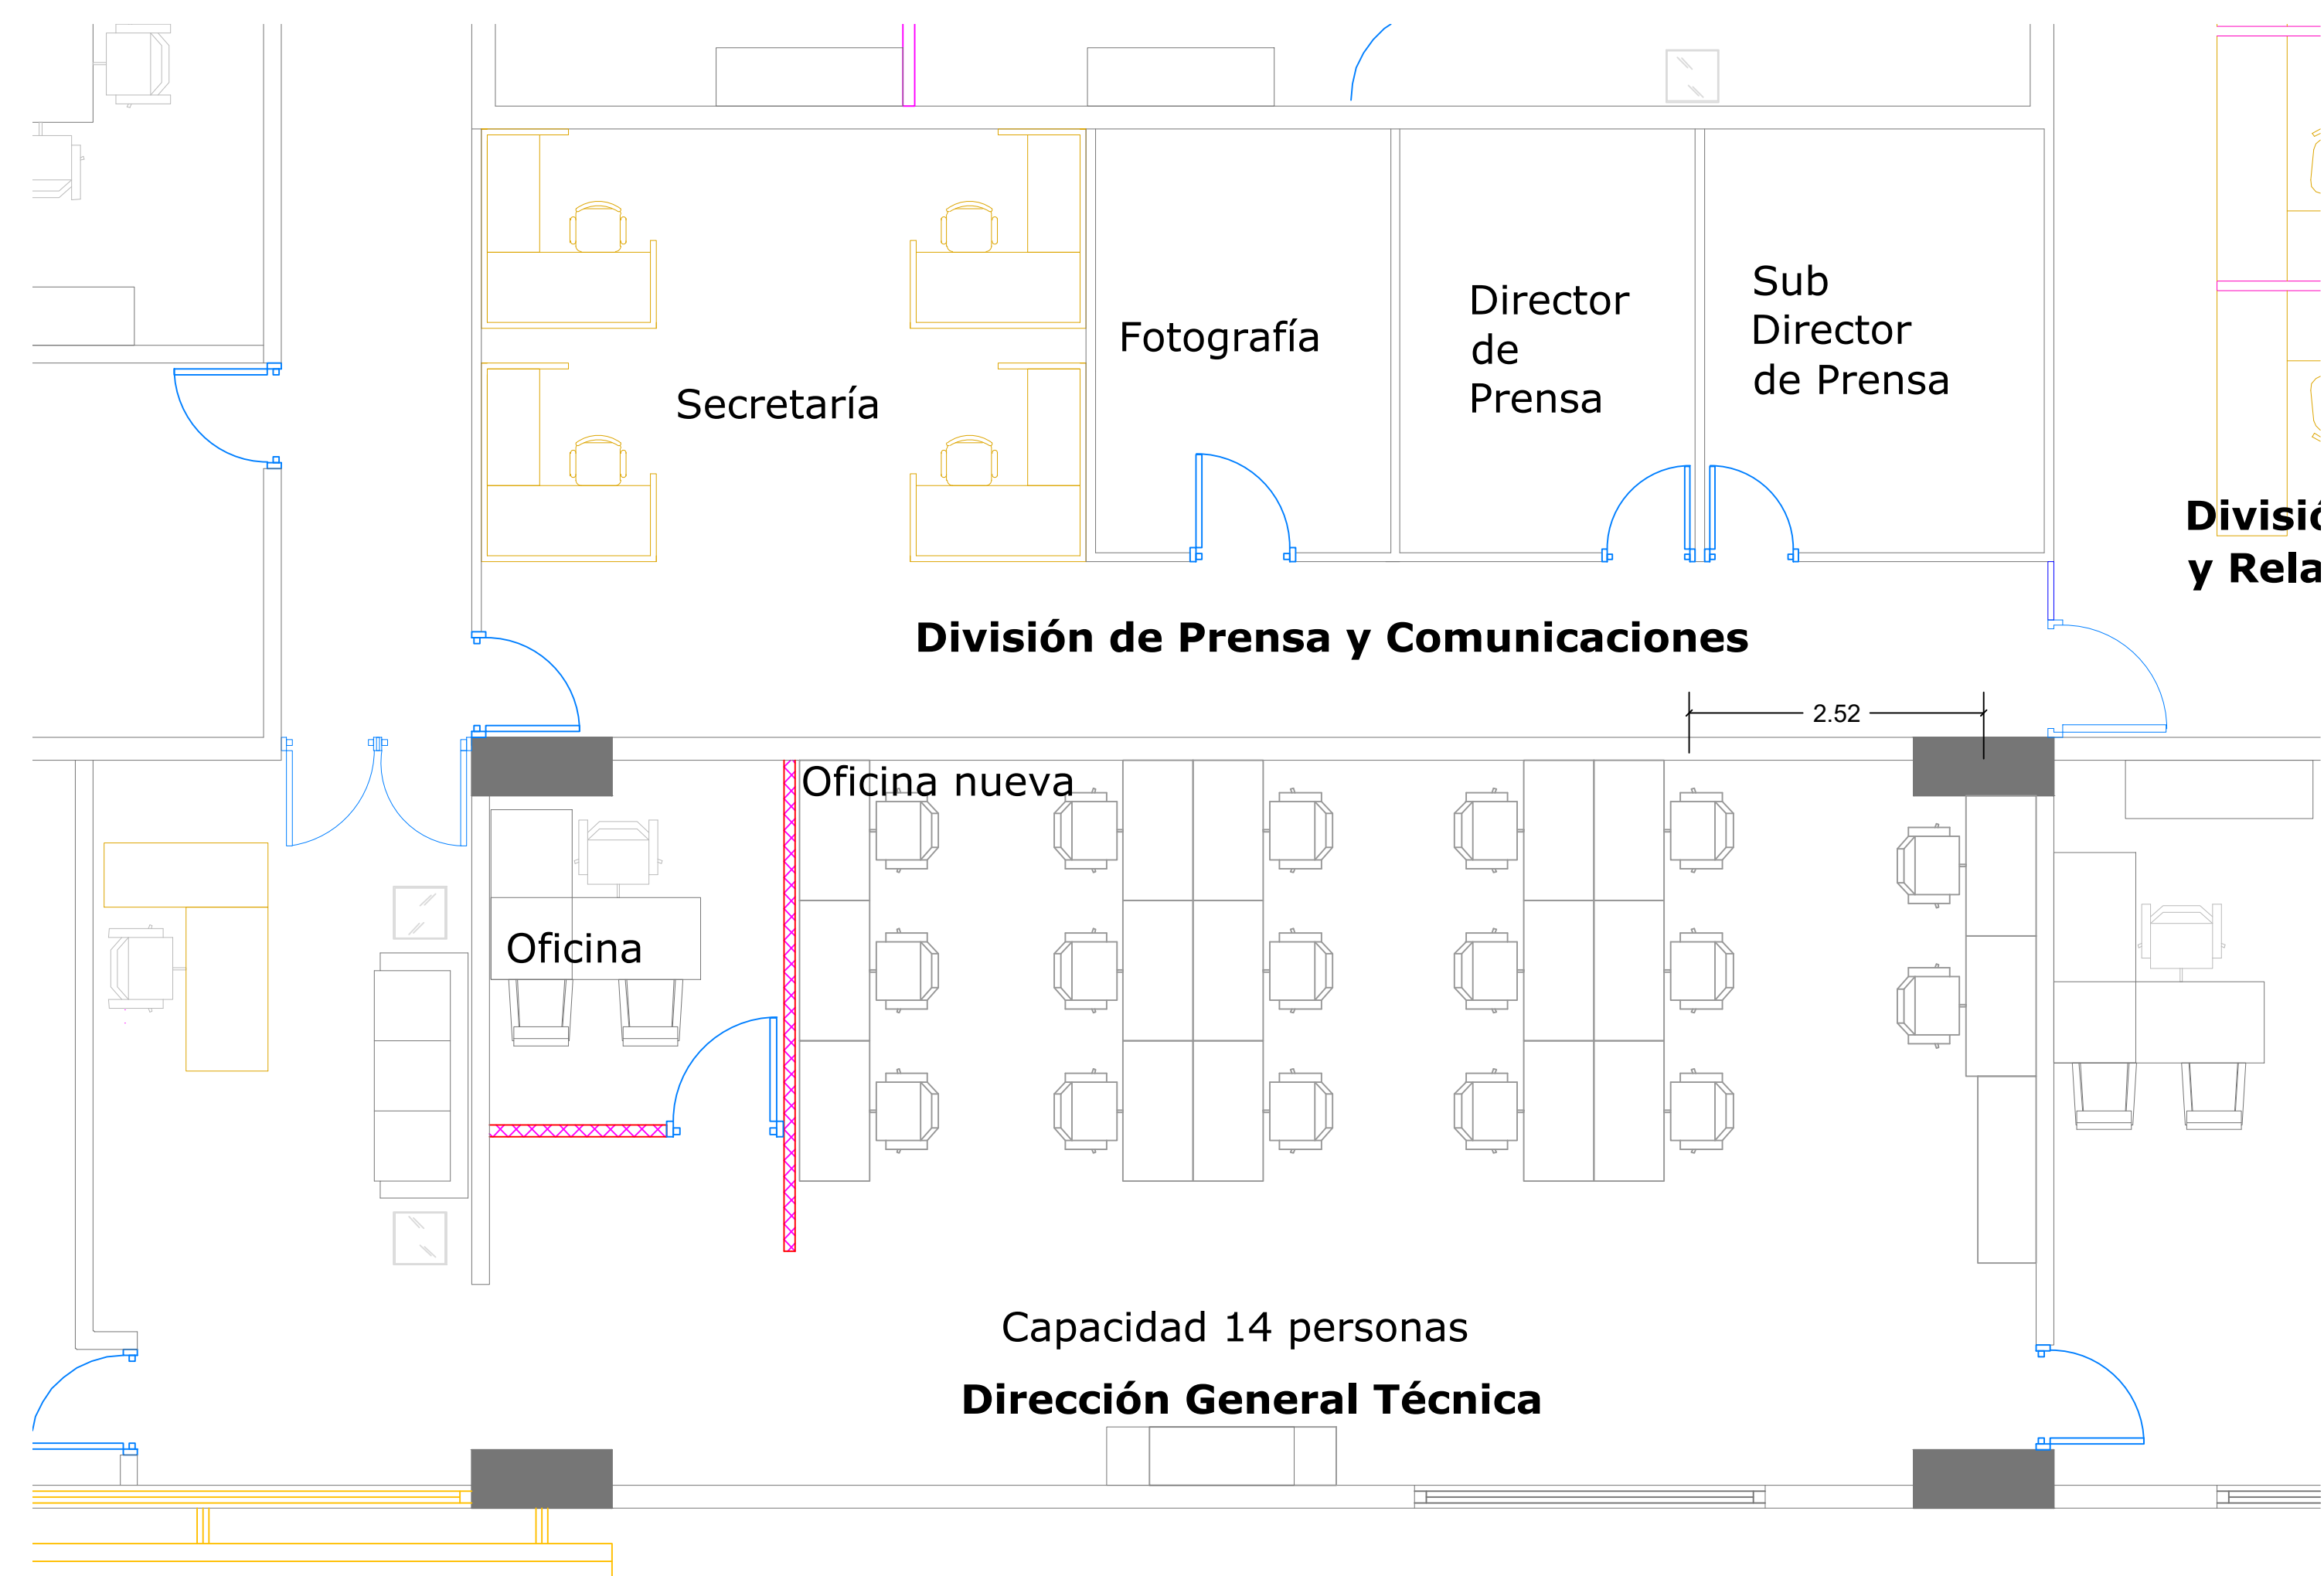 Sub
Director
de Prensa
Director
de
Prensa
Fotografía
Secretaría
Divisió
y Rela
División de Prensa y Comunicaciones
2.52
Oficina nueva
Oficina
Capacidad 14 personas
Dirección General Técnica